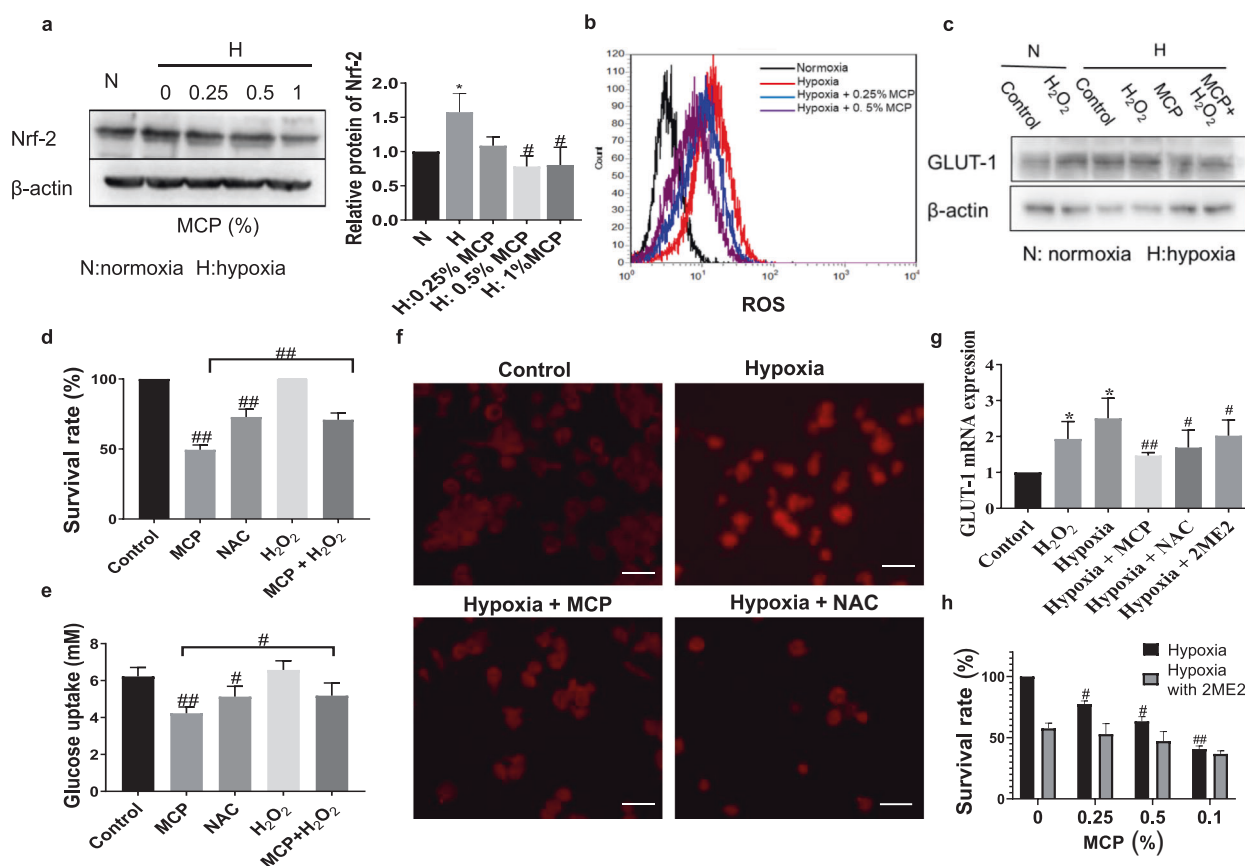 a
H
N
0 0.25 0.5 1
Nrf-2
β-actin
MCP (%)
N:normoxia H:hypoxia
Relative protein of Nrf-2
2.0
1.5
1.0
0.5
0.0
*
#
#
N
H
H:0.25% MCP
H: 0.5% MCP
H: 1%MCP
b
Count
120
110
100
90
80
70
60
50
40
30
20
10
0
Normoxia
Hypoxia
Hypoxia + 0.25% MCP
Hypoxia + 0. 5% MCP
10⁰ 10¹ 10² 10³ 10⁴
ROS
c
N H
Control
H₂O₂
Control
H₂O₂
MCP
MCP+
H₂O₂
GLUT-1
β-actin
N: normoxia H:hypoxia
d
Survival rate (%)
100
50
0
##
##
##
Control
MCP
NAC
H₂O₂
MCP + H₂O₂
e
Glucose uptake (mM)
8
6
4
2
0
#
##
#
Control
MCP
NAC
H₂O₂
MCP+H₂O₂
f
Control Hypoxia
Hypoxia + MCP Hypoxia + NAC
g
GLUT-1 mRNA expression
4
3
2
1
0
*
*
##
#
#
Contorl
H₂O₂
Hypoxia
Hypoxia + MCP
Hypoxia + NAC
Hypoxia + 2ME2
h
Survival rate (%)
100
50
0
Hypoxia
Hypoxia
with 2ME2
#
#
##
0 0.25 0.5 0.1
MCP (%)